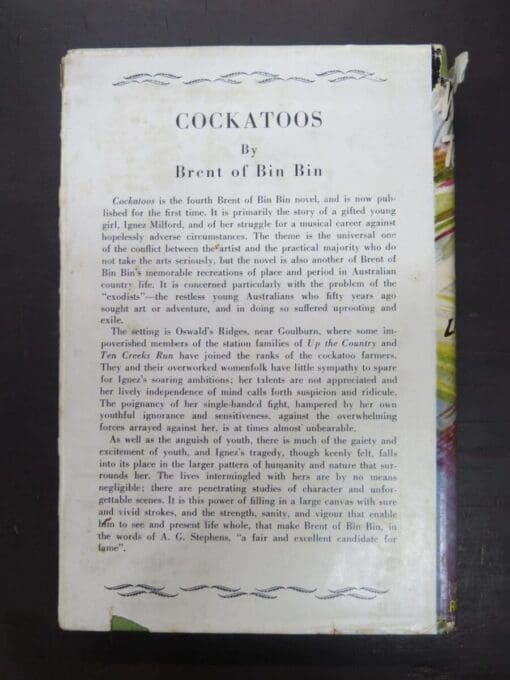 COCKATOOS
By
Brent of Bin Bin
Cockatoos is the fourth Brent of Bin Bin novel, and is now pub-
lished for the first time. It is primarily the story of a gifted young
girl, Ignez Milford, and of her struggle for a musical career against
hopelessly adverse circumstances. The theme is the universal one
of the conflict between the artist and the practical majority who do
not take the arts seriously, but the novel is also another of Brent of
Bin Bin's memorable recreations of place and period in Australian
country life. It is concerned particularly with the problem of the
"exodists"—the restless young Australians who fifty years ago
sought art or adventure, and in doing so suffered uprooting and
exile.
The setting is Oswald's Ridges, near Goulburn, where some im-
poverished members of the station families of Up the Country and
Ten Creeks Run have joined the ranks of the cockatoo farmers.
They and their overworked womenfolk have little sympathy to spare
for Ignez's soaring ambitions; her talents are not appreciated and
her lively independence of mind calls forth suspicion and ridicule.
The poignancy of her single-handed fight, hampered by her own
youthful ignorance and sensitiveness, against the overwhelming
forces arrayed against her, is at times almost unbearable.
As well as the anguish of youth, there is much of the gaiety and
excitement of youth, and Ignez's tragedy, though keenly felt, falls
into its place in the larger pattern of humanity and nature that sur-
rounds her. The lives intermingled with hers are by no means
negligible; there are penetrating studies of character and unfor-
gettable scenes. It is this power of filling in a large canvas with sure
and vivid strokes, and the strength, sanity, and vigour that enable
him to see and present life whole, that make Brent of Bin Bin, in
the words of A. G. Stephens, "a fair and excellent candidate for
fame".